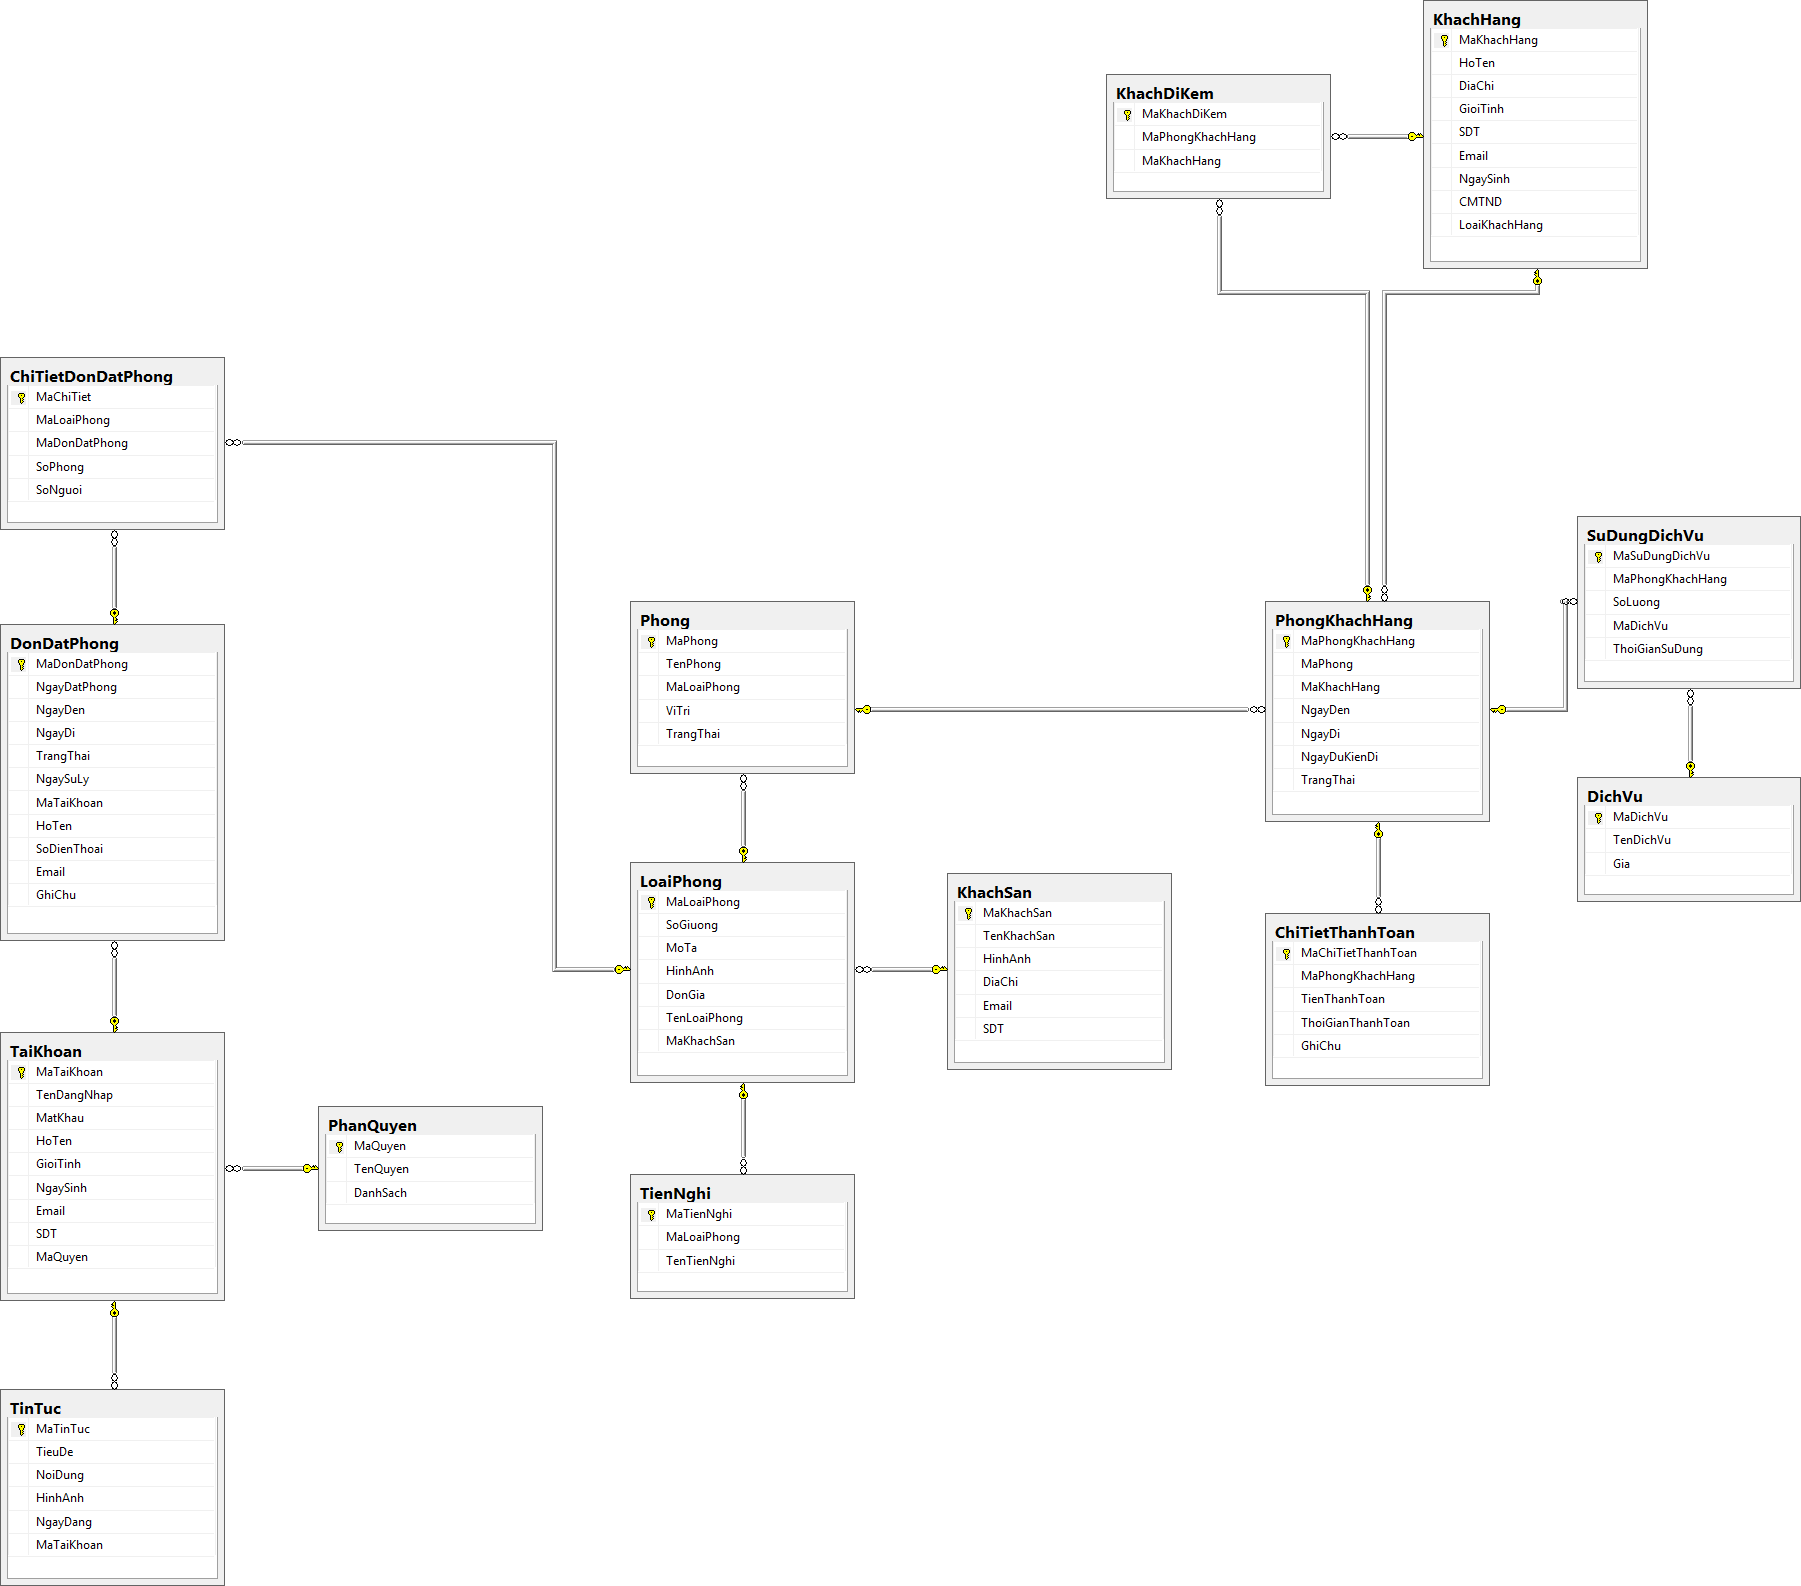 KhachHang
MaKhachHang
HoTen
DiaChi
GioiTinh
SDT
Email
NgaySinh
CMTND
LoaiKhachHang
KhachDiKem
MaKhachDiKem
MaPhongKhachHang
MaKhachHang
ChiTietDonDatPhong
MaChiTiet
MaLoaiPhong
MaDonDatPhong
SoPhong
SoNguoi
DonDatPhong
MaDonDatPhong
NgayDatPhong
NgayDen
NgayDi
TrangThai
NgaySuLy
MaTaiKhoan
HoTen
SoDienThoai
Email
GhiChu
Phong
MaPhong
TenPhong
MaLoaiPhong
ViTri
TrangThai
PhongKhachHang
MaPhongKhachHang
MaPhong
MaKhachHang
NgayDen
NgayDi
NgayDuKienDi
TrangThai
SuDungDichVu
MaSuDungDichVu
MaPhongKhachHang
SoLuong
MaDichVu
ThoiGianSuDung
DichVu
MaDichVu
TenDichVu
Gia
LoaiPhong
MaLoaiPhong
SoGiuong
MoTa
HinhAnh
DonGia
TenLoaiPhong
MaKhachSan
KhachSan
MaKhachSan
TenKhachSan
HinhAnh
DiaChi
Email
SDT
ChiTietThanhToan
MaChiTietThanhToan
MaPhongKhachHang
TienThanhToan
ThoiGianThanhToan
GhiChu
TaiKhoan
MaTaiKhoan
TenDangNhap
MatKhau
HoTen
GioiTinh
NgaySinh
Email
SDT
MaQuyen
PhanQuyen
MaQuyen
TenQuyen
DanhSach
TienNghi
MaTienNghi
MaLoaiPhong
TenTienNghi
TinTuc
MaTinTuc
TieuDe
NoiDung
HinhAnh
NgayDang
MaTaiKhoan